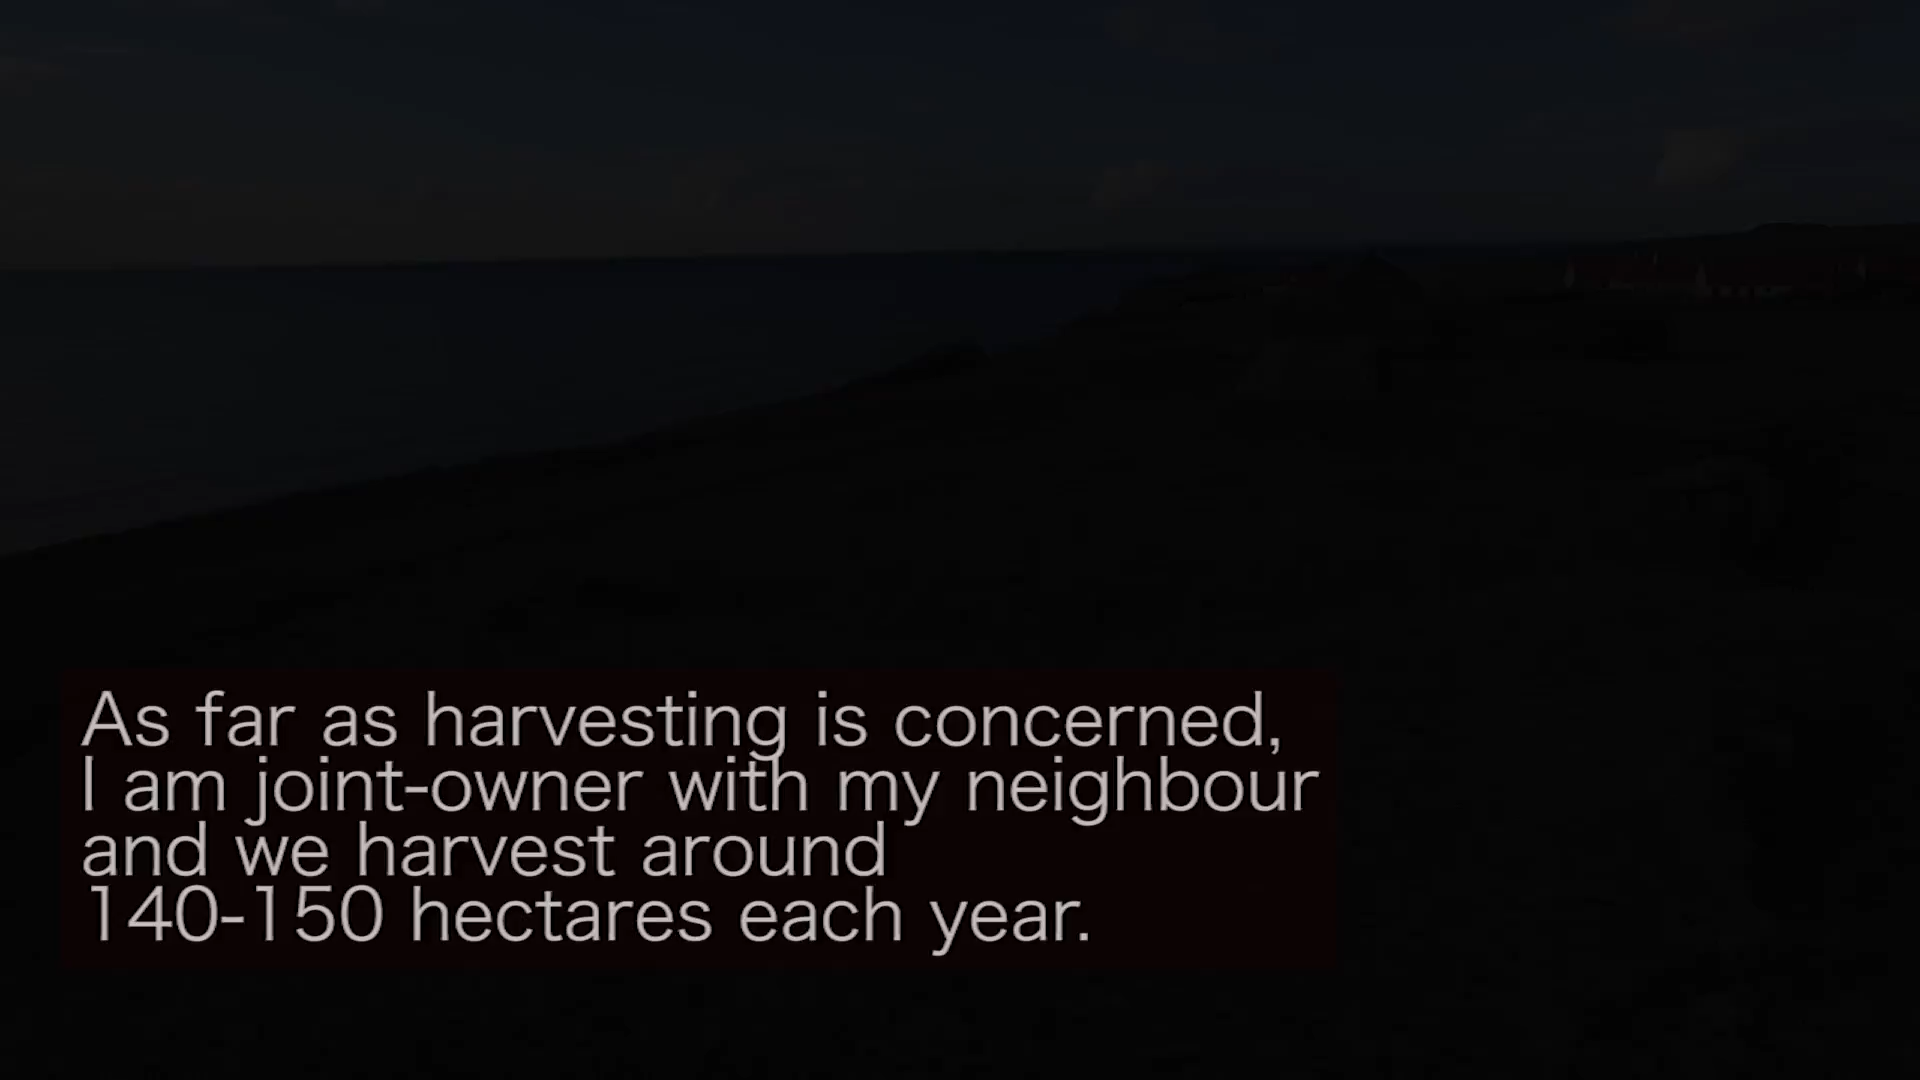 As far as harvesting is concerned,
I am joint-owner with my neighbour
and we harvest around
140-150 hectares each year.